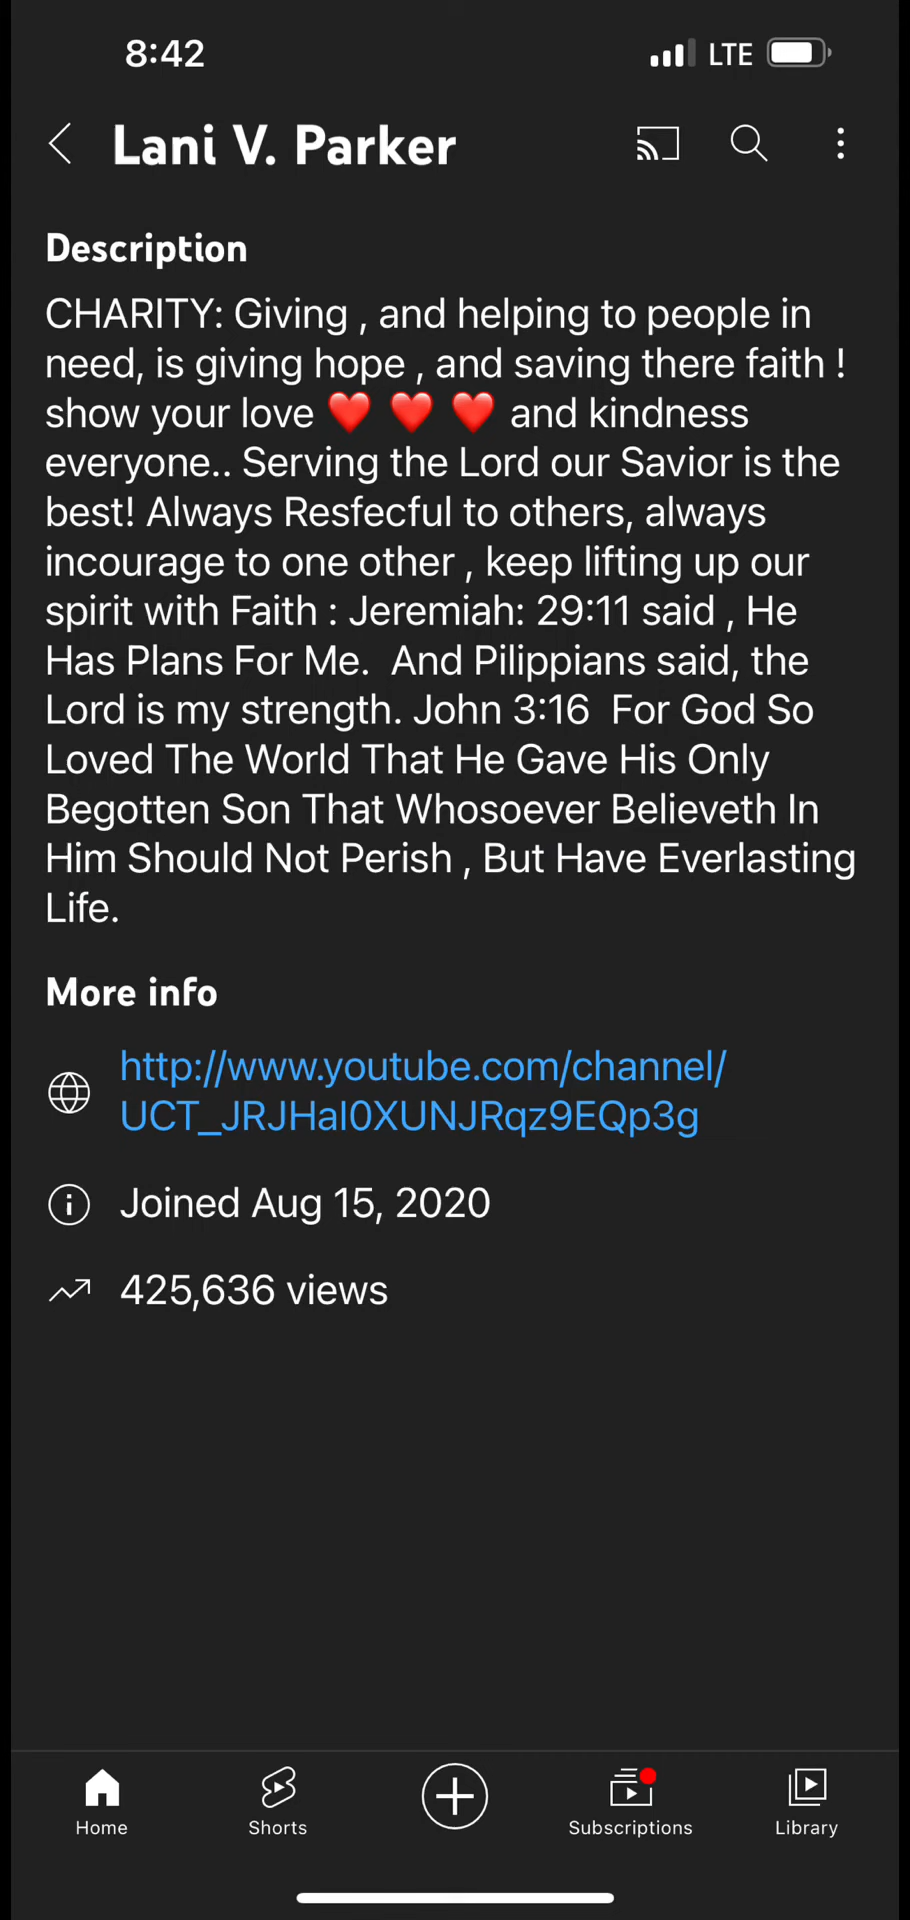 8:42
LTE
Lani V. Parker
Description
CHARITY: Giving , and helping to people in
need, is giving hope , and saving there faith !
show your love ❤️ ❤️ ❤️ and kindness
everyone.. Serving the Lord our Savior is the
best! Always Resfecful to others, always
incourage to one other , keep lifting up our
spirit with Faith : Jeremiah: 29:11 said , He
Has Plans For Me.  And Pilippians said, the
Lord is my strength. John 3:16  For God So
Loved The World That He Gave His Only
Begotten Son That Whosoever Believeth In
Him Should Not Perish , But Have Everlasting
Life.
More info
http://www.youtube.com/channel/
UCT_JRJHal0XUNJRqz9EQp3g
Joined Aug 15, 2020
425,636 views
Home
Shorts
Subscriptions
Library